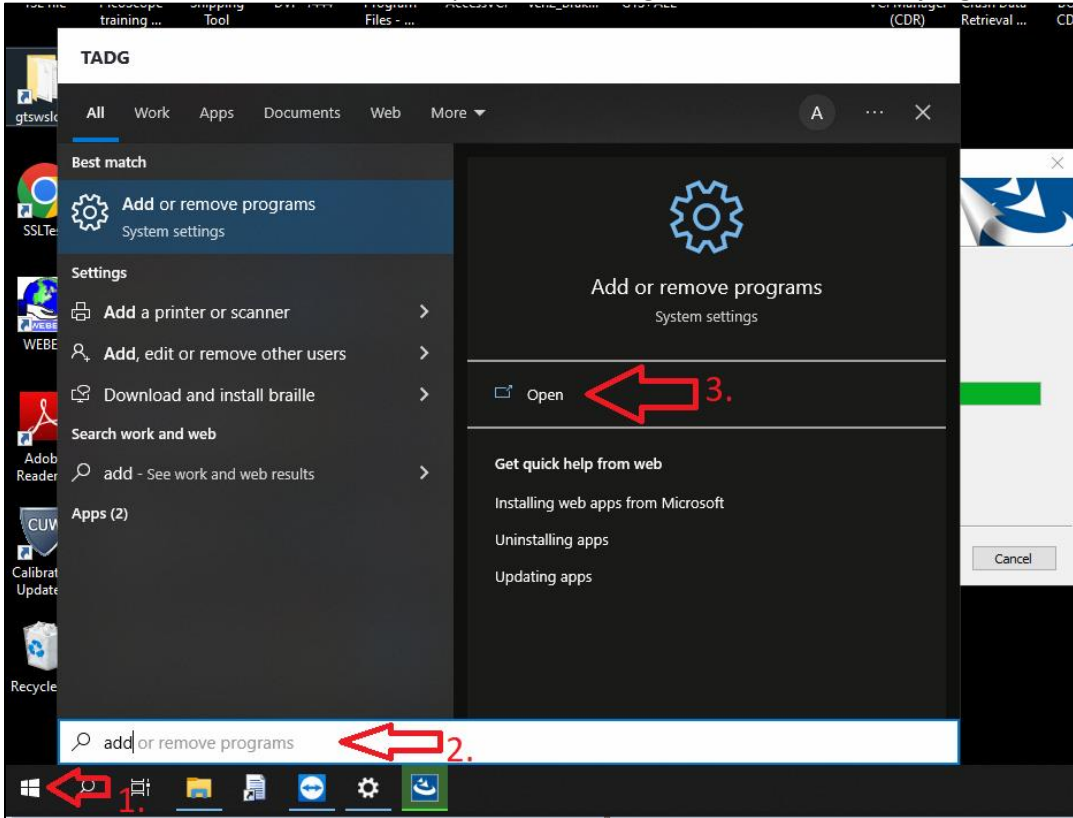 training ...
Tool
Files - ...
(CDR)
Retrieval ...
TADG
All Work Apps Documents Web More
A ...
Best match
Add or remove programs
System settings
Settings
Add a printer or scanner
Add, edit or remove other users
Download and install braille
Search work and web
add - See work and web results
Apps (2)
Add or remove programs
System settings
Open
3.
Get quick help from web
Installing web apps from Microsoft
Uninstalling apps
Updating apps
Cancel
gtswslc
SSLTe
WEBE
Adob
Reader
CUW
Calibrat
Update
Recycle
add or remove programs
2.
1.